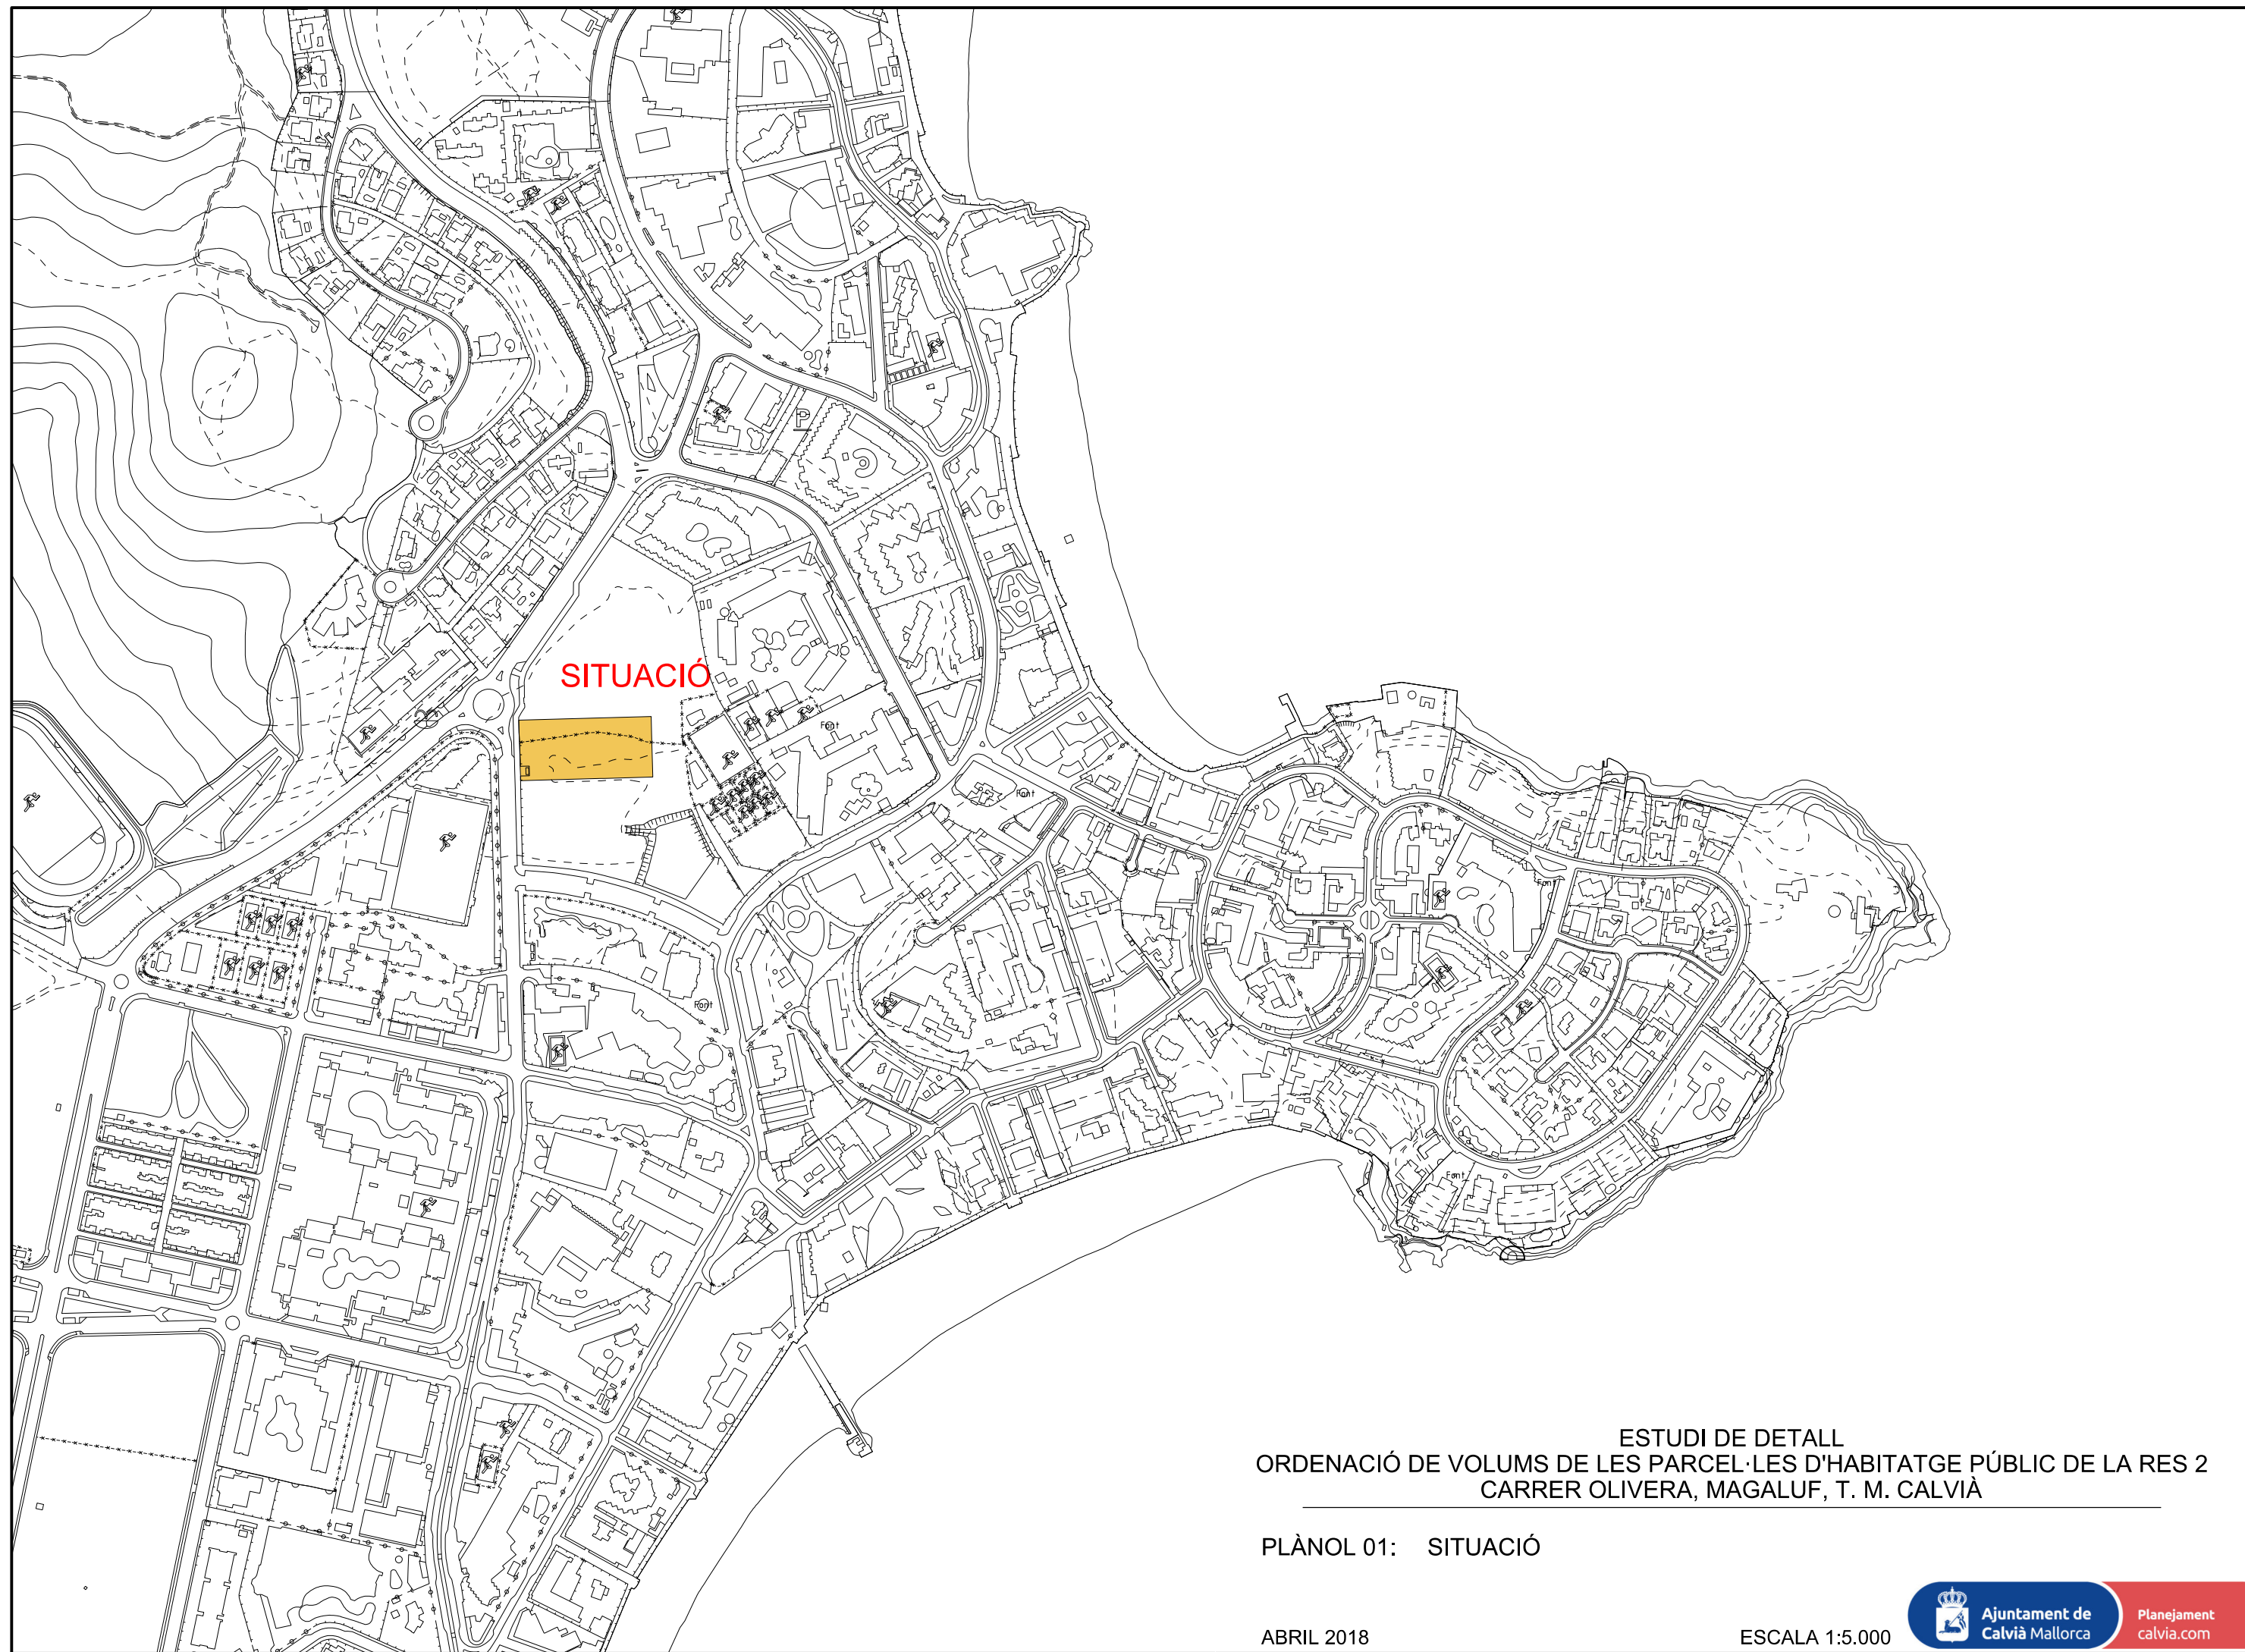 P
SITUACIÓ
Font
Font
Font
Font
Font
ESTUDI DE DETALL
ORDENACIÓ DE VOLUMS DE LES PARCEL·LES D'HABITATGE PÚBLIC DE LA RES 2
CARRER OLIVERA, MAGALUF, T. M. CALVIÀ
PLÀNOL 01: SITUACIÓ
ABRIL 2018
ESCALA 1:5.000
Ajuntament de
Calvià Mallorca
Planejament
calvia.com